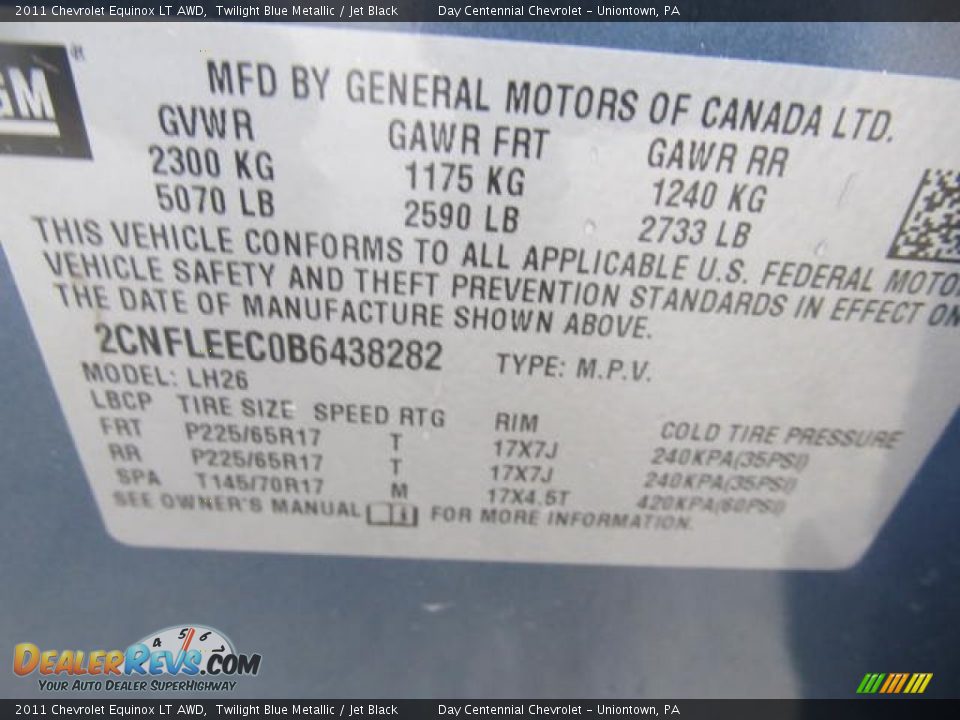 2011 Chevrolet Equinox LT AWD, Twilight Blue Metallic / Jet Black Day Centennial Chevrolet - Uniontown, PA
GM
MFD BY GENERAL MOTORS OF CANADA LTD.
GVWR GAWR FRT GAWR RR
2300 KG 1175 KG 1240 KG
5070 LB 2590 LB 2733 LB
THIS VEHICLE CONFORMS TO ALL APPLICABLE U.S. FEDERAL MOTO
VEHICLE SAFETY AND THEFT PREVENTION STANDARDS IN EFFECT ON
THE DATE OF MANUFACTURE SHOWN ABOVE.
2CNFLEEC0B6438282 TYPE: M.P.V.
MODEL: LH26
LBCP TIRE SIZE SPEED RTG RIM COLD TIRE PRESSURE
FRT P225/65R17 T 17X7J 240KPA(35PSI)
RR P225/65R17 T 17X7J 240KPA(35PSI)
SPA T145/70R17 M 17X4.5T 420KPA(60PSI)
SEE OWNER'S MANUAL FOR MORE INFORMATION.
4 5 6
DEALERREVS.COM
YOUR AUTO DEALER SUPERHIGHWAY
2011 Chevrolet Equinox LT AWD, Twilight Blue Metallic / Jet Black Day Centennial Chevrolet - Uniontown, PA